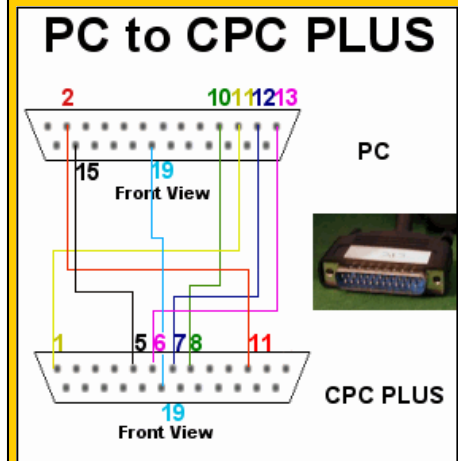 PC to CPC PLUS
2 10 11 12 13
PC
15 19
Front View
1 5 6 7 8 11
CPC PLUS
19
Front View